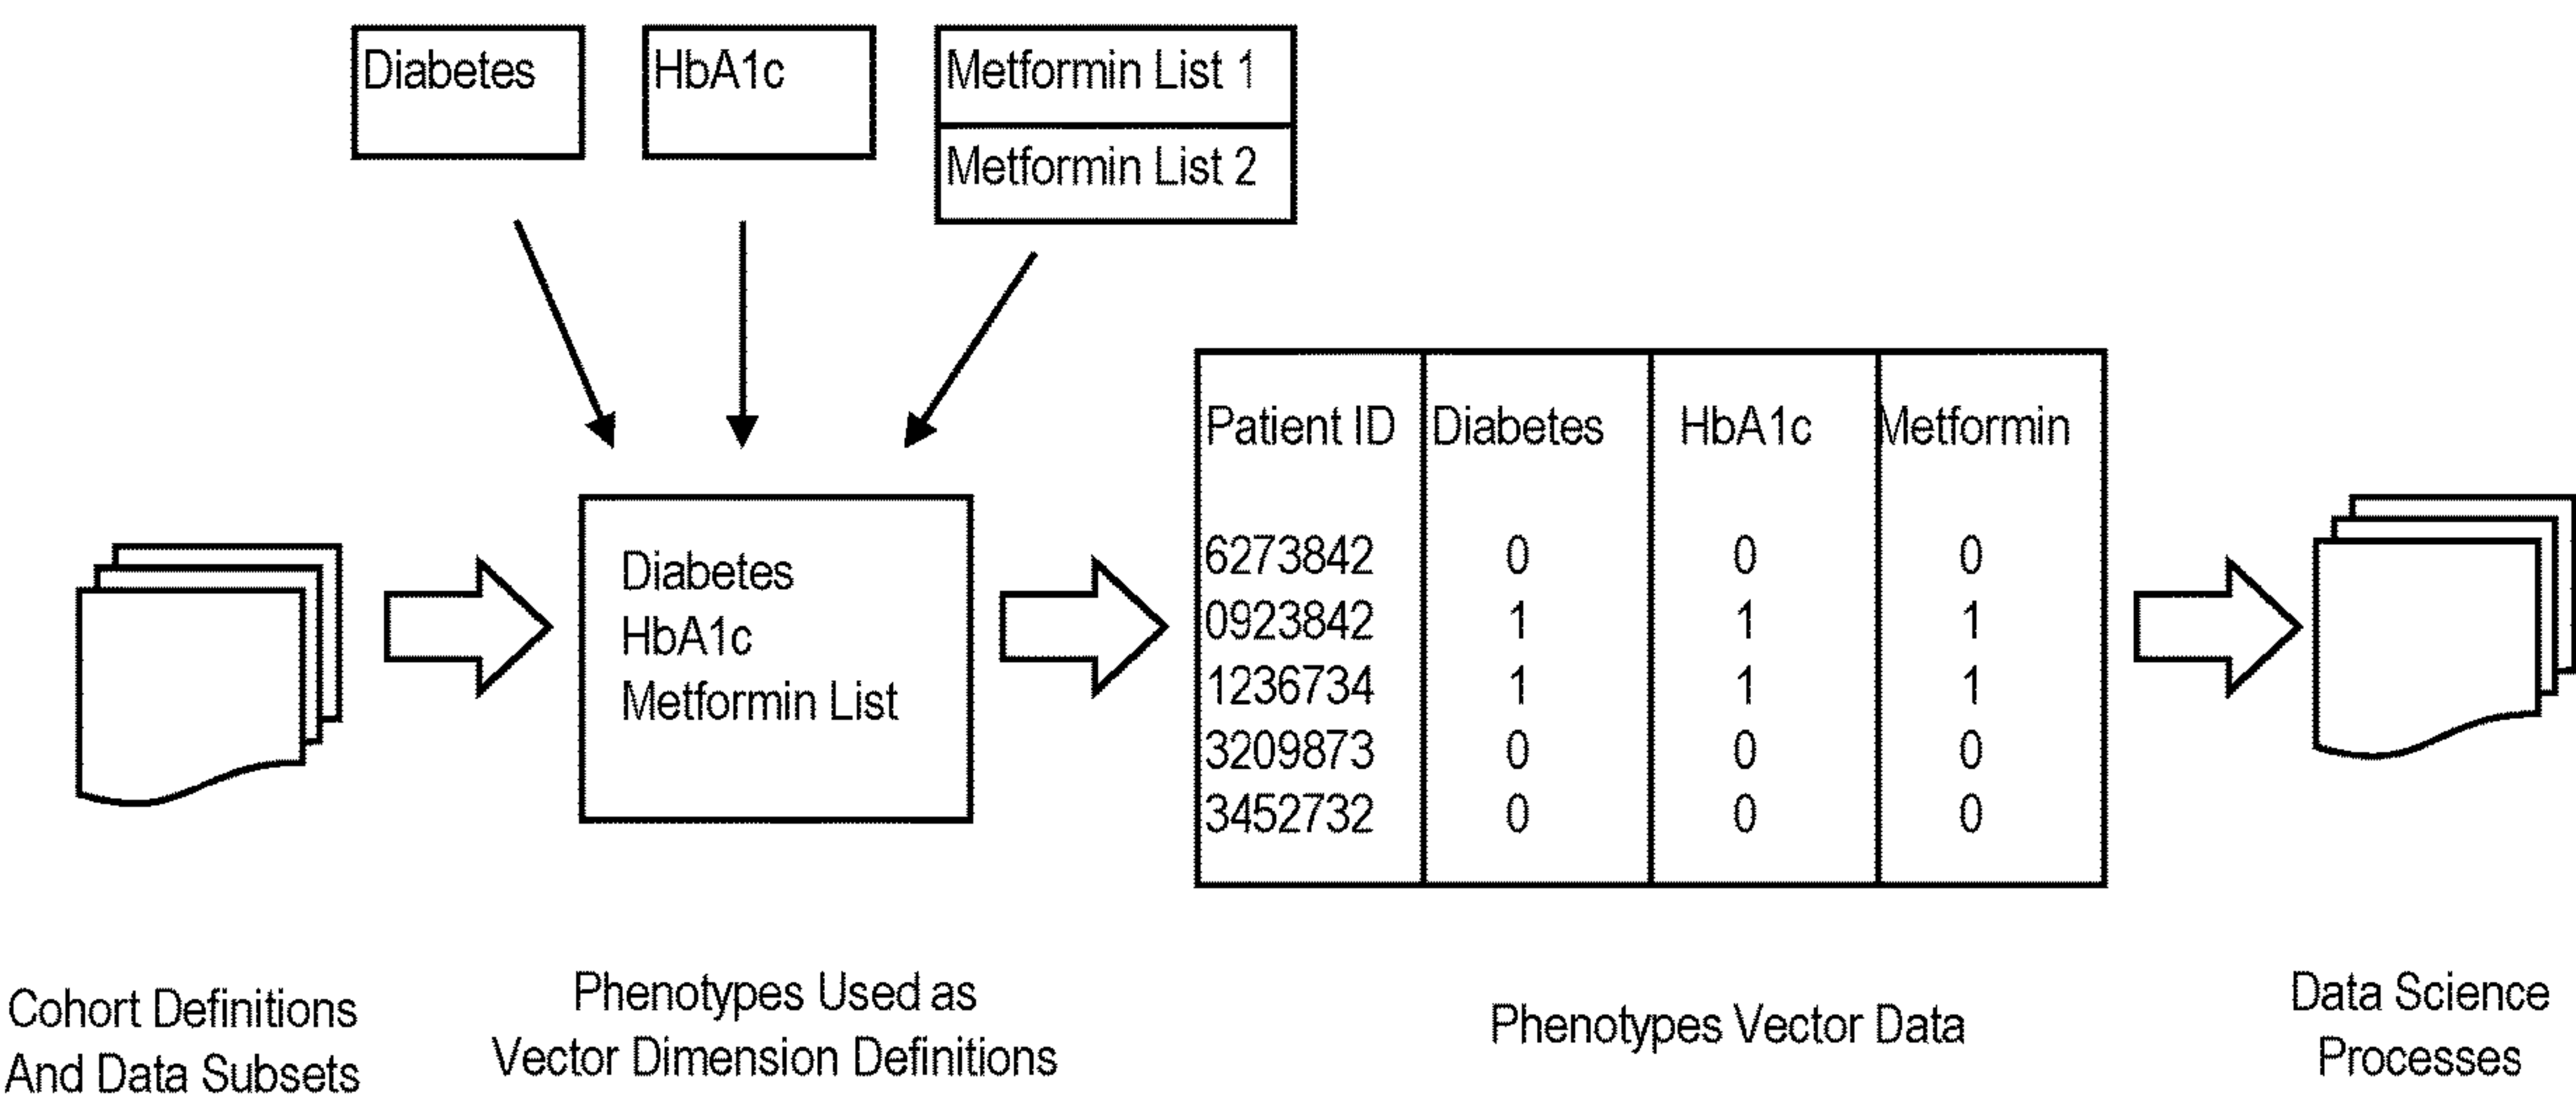 Diabetes
HbA1c
Metformin List 1
Metformin List 2
Diabetes
HbA1c
Metformin List
Patient ID Diabetes HbA1c Metformin
6273842 0 0 0
0923842 1 1 1
1236734 1 1 1
3209873 0 0 0
3452732 0 0 0
Cohort Definitions
And Data Subsets
Phenotypes Used as
Vector Dimension Definitions
Phenotypes Vector Data
Data Science
Processes